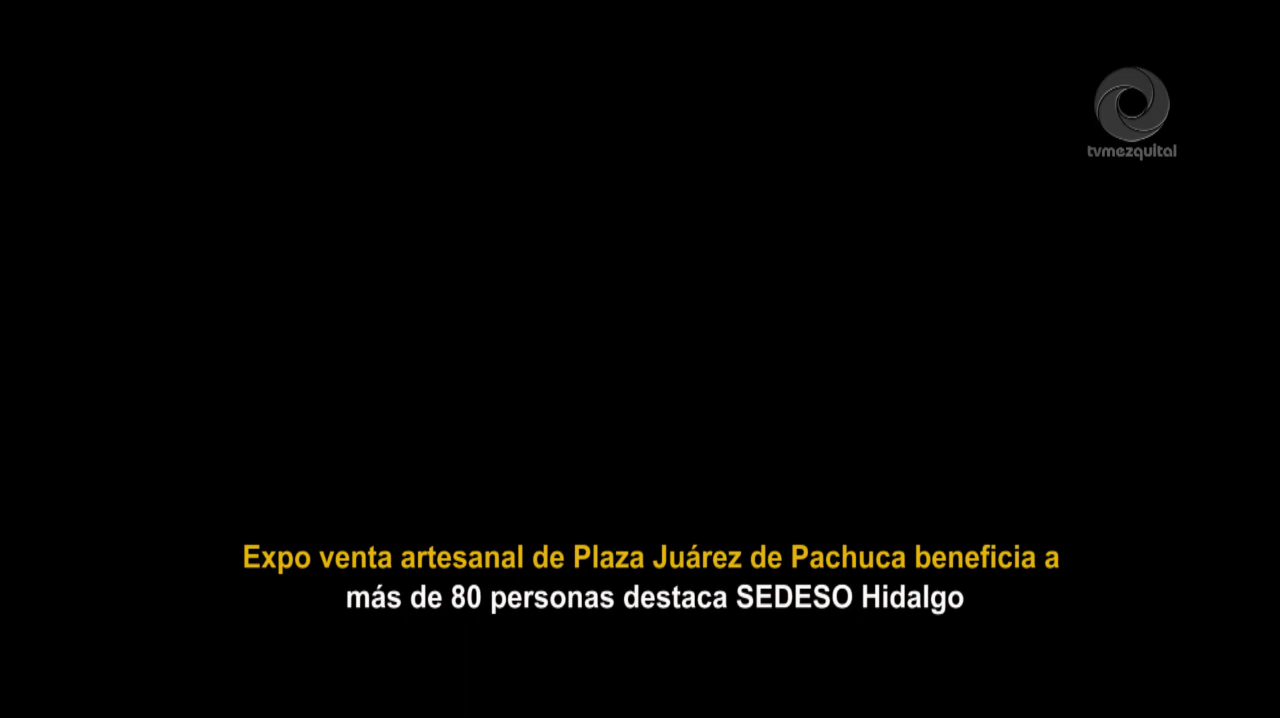 tvmezquital
Expo venta artesanal de Plaza Juárez de Pachuca beneficia a
más de 80 personas destaca SEDESO Hidalgo